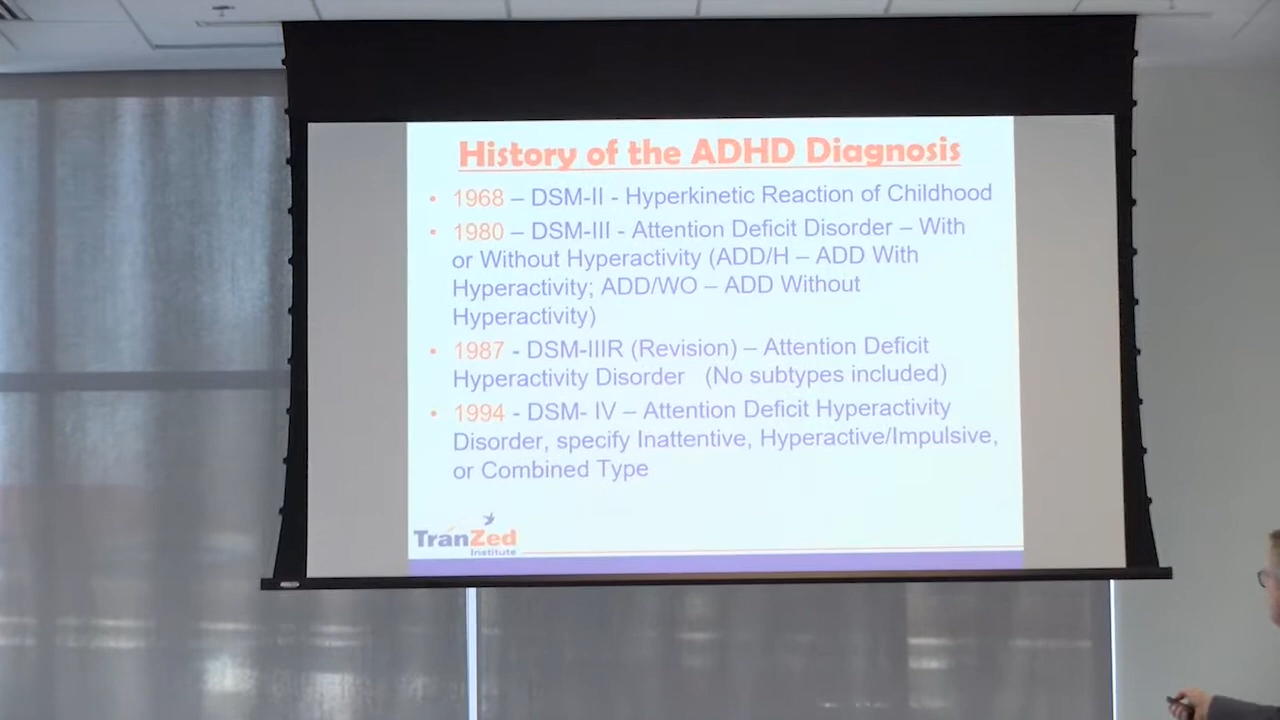 History of the ADHD Diagnosis
• 1968 – DSM-II - Hyperkinetic Reaction of Childhood
• 1980 – DSM-III - Attention Deficit Disorder – With
or Without Hyperactivity (ADD/H – ADD With
Hyperactivity; ADD/WO – ADD Without
Hyperactivity)
• 1987 - DSM-IIIR (Revision) – Attention Deficit
Hyperactivity Disorder (No subtypes included)
• 1994 - DSM- IV – Attention Deficit Hyperactivity
Disorder, specify Inattentive, Hyperactive/Impulsive,
or Combined Type
TranZed
Institute